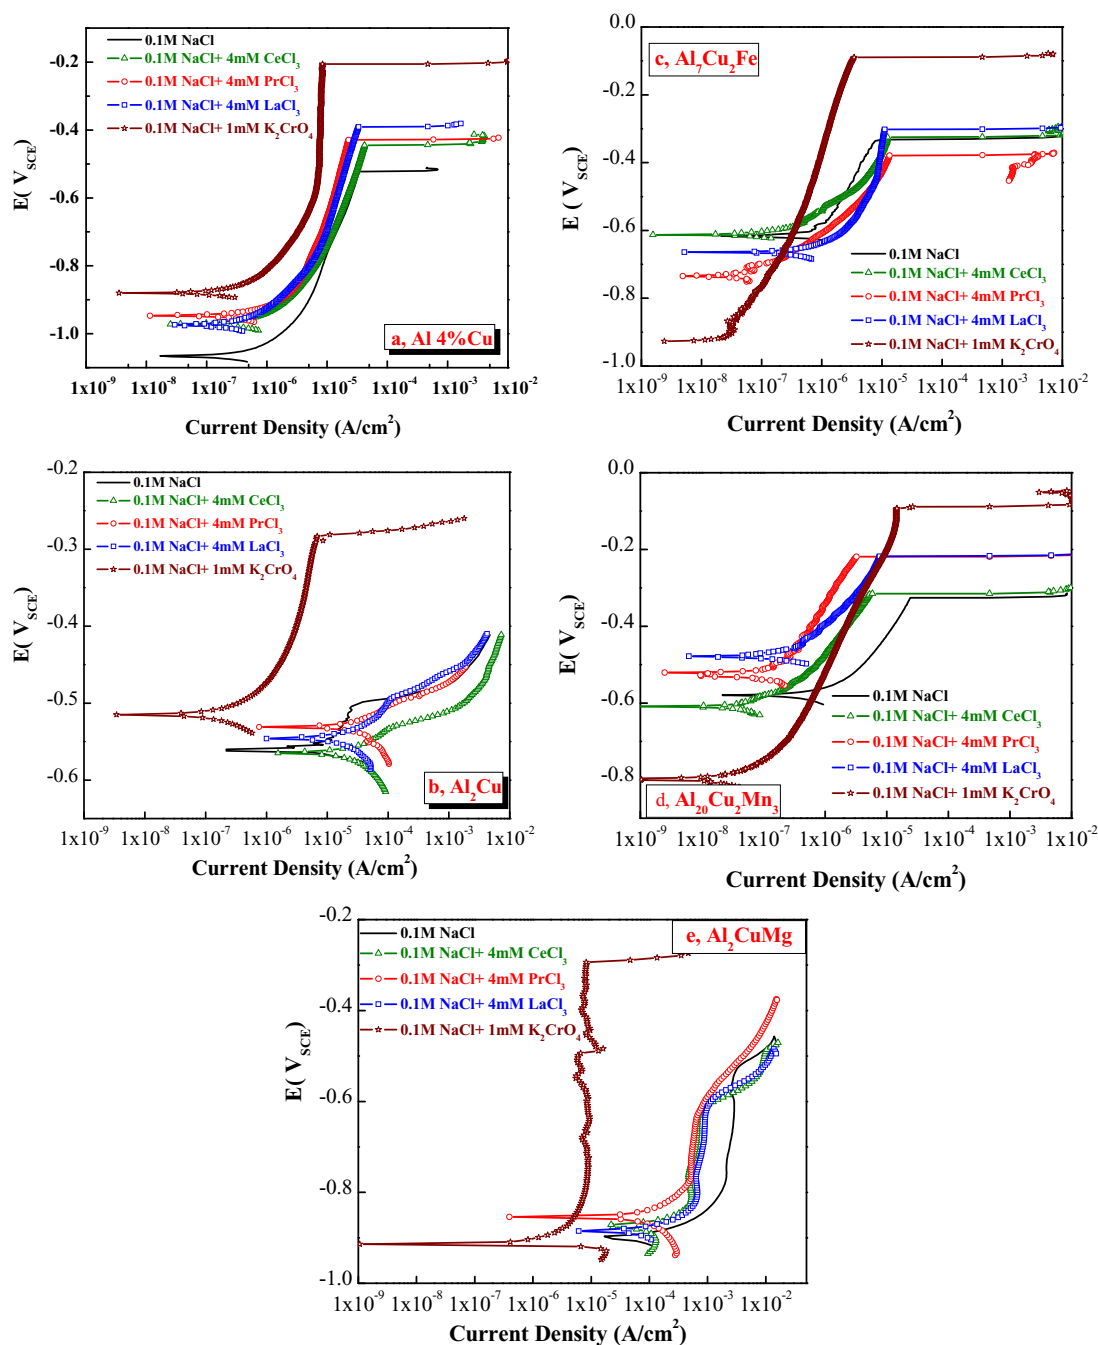 0.1M NaCl
0.1M NaCl+ 4mM CeCl3
0.1M NaCl+ 4mM PrCl3
0.1M NaCl+ 4mM LaCl3
0.1M NaCl+ 1mM K2CrO4
-0.2
-0.4
-0.6
-0.8
-1.0
E( VSCE)
a, Al 4%Cu
1x10-9 1x10-8 1x10-7 1x10-6 1x10-5 1x10-4 1x10-3 1x10-2
Current Density (A/cm2)
0.0
-0.2
-0.4
-0.6
-0.8
-1.0
E( VSCE)
c, Al7Cu2Fe
0.1M NaCl
0.1M NaCl+ 4mM CeCl3
0.1M NaCl+ 4mM PrCl3
0.1M NaCl+ 4mM LaCl3
0.1M NaCl+ 1mM K2CrO4
1x10-9 1x10-8 1x10-7 1x10-6 1x10-5 1x10-4 1x10-3 1x10-2
Current Density (A/cm2)
-0.2
-0.3
-0.4
-0.5
-0.6
E( VSCE)
0.1M NaCl
0.1M NaCl+ 4mM CeCl3
0.1M NaCl+ 4mM PrCl3
0.1M NaCl+ 4mM LaCl3
0.1M NaCl+ 1mM K2CrO4
b, Al2Cu
1x10-9 1x10-8 1x10-7 1x10-6 1x10-5 1x10-4 1x10-3 1x10-2
Current Density (A/cm2)
0.0
-0.2
-0.4
-0.6
-0.8
E( VSCE)
0.1M NaCl
0.1M NaCl+ 4mM CeCl3
0.1M NaCl+ 4mM PrCl3
0.1M NaCl+ 4mM LaCl3
0.1M NaCl+ 1mM K2CrO4
d, Al20Cu2Mn3
1x10-9 1x10-8 1x10-7 1x10-6 1x10-5 1x10-4 1x10-3 1x10-2
Current Density (A/cm2)
-0.2
-0.4
-0.6
-0.8
-1.0
E( VSCE)
0.1M NaCl
0.1M NaCl+ 4mM CeCl3
0.1M NaCl+ 4mM PrCl3
0.1M NaCl+ 4mM LaCl3
0.1M NaCl+ 1mM K2CrO4
e, Al2CuMg
1x10-9 1x10-8 1x10-7 1x10-6 1x10-5 1x10-4 1x10-3 1x10-2
Current Density (A/cm2)